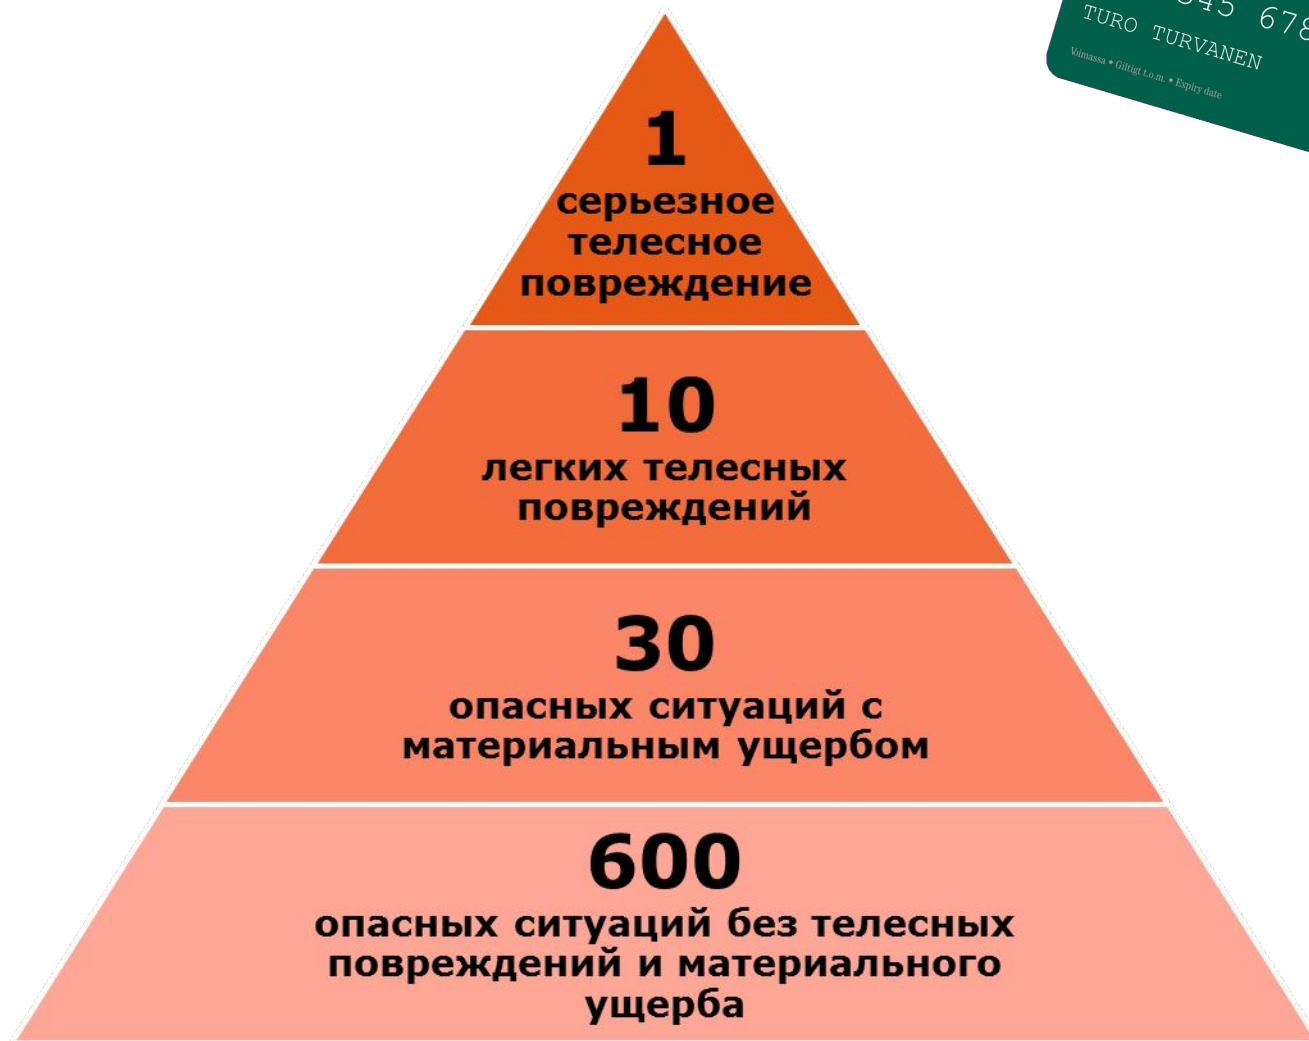 1
серьезное
телесное
повреждение
10
легких телесных
повреждений
30
опасных ситуаций с
материальным ущербом
600
опасных ситуаций без телесных
повреждений и материального
ущерба
TURO TURVANEN
Voimassa • Giltigt t.o.m. • Expiry date